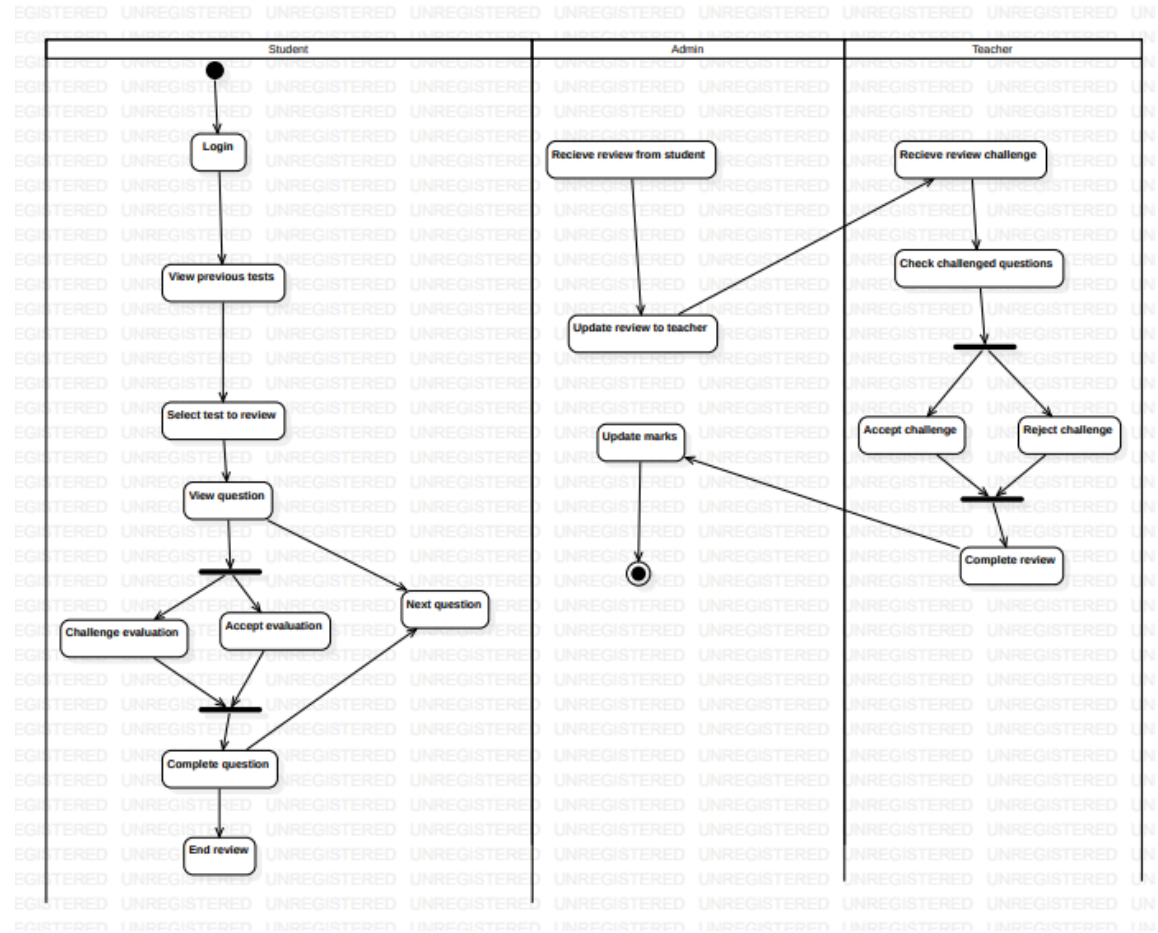 Student
Admin
Teacher
Login
View previous tests
Select test to review
View question
Next question
Challenge evaluation
Accept evaluation
Complete question
End review
Recieve review from student
Update review to teacher
Update marks
Recieve review challenge
Check challenged questions
Accept challenge
Reject challenge
Complete review
UNREGISTERED